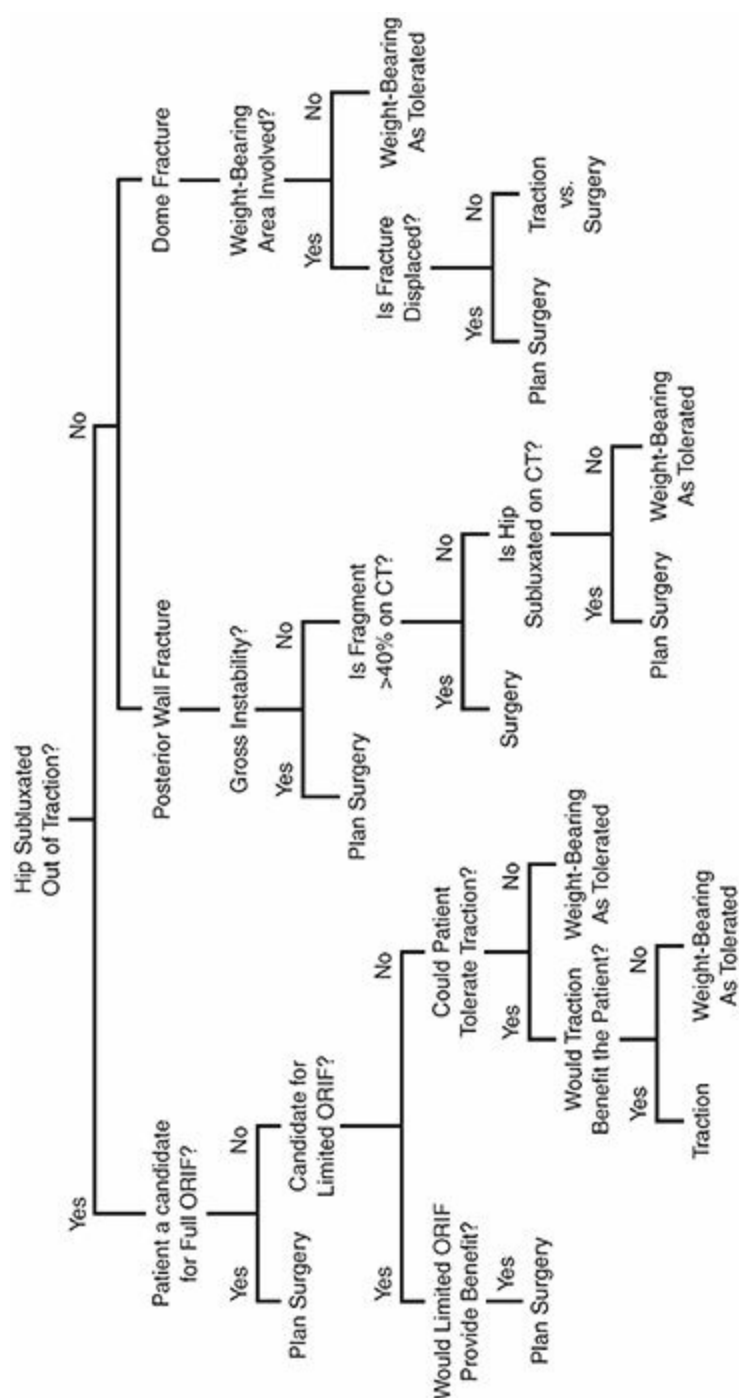 Hip Subluxated
Out of Traction?
Yes
No
Patient a candidate
for Full ORIF?
Yes
No
Plan Surgery
Candidate for
Limited ORIF?
Yes
No
Would Limited ORIF
Provide Benefit?
Yes
Plan Surgery
Could Patient
Tolerate Traction?
Yes
No
Would Traction
Benefit the Patient?
Weight-Bearing
As Tolerated
Yes
No
Traction
Weight-Bearing
As Tolerated
Posterior Wall Fracture
Gross Instability?
Yes
No
Plan Surgery
Is Fragment
>40% on CT?
Yes
No
Surgery
Is Hip
Subluxated on CT?
Yes
No
Plan Surgery
Weight-Bearing
As Tolerated
Dome Fracture
Weight-Bearing
Area Involved?
Yes
No
Is Fracture
Displaced?
Weight-Bearing
As Tolerated
Yes
No
Plan Surgery
Traction
vs.
Surgery